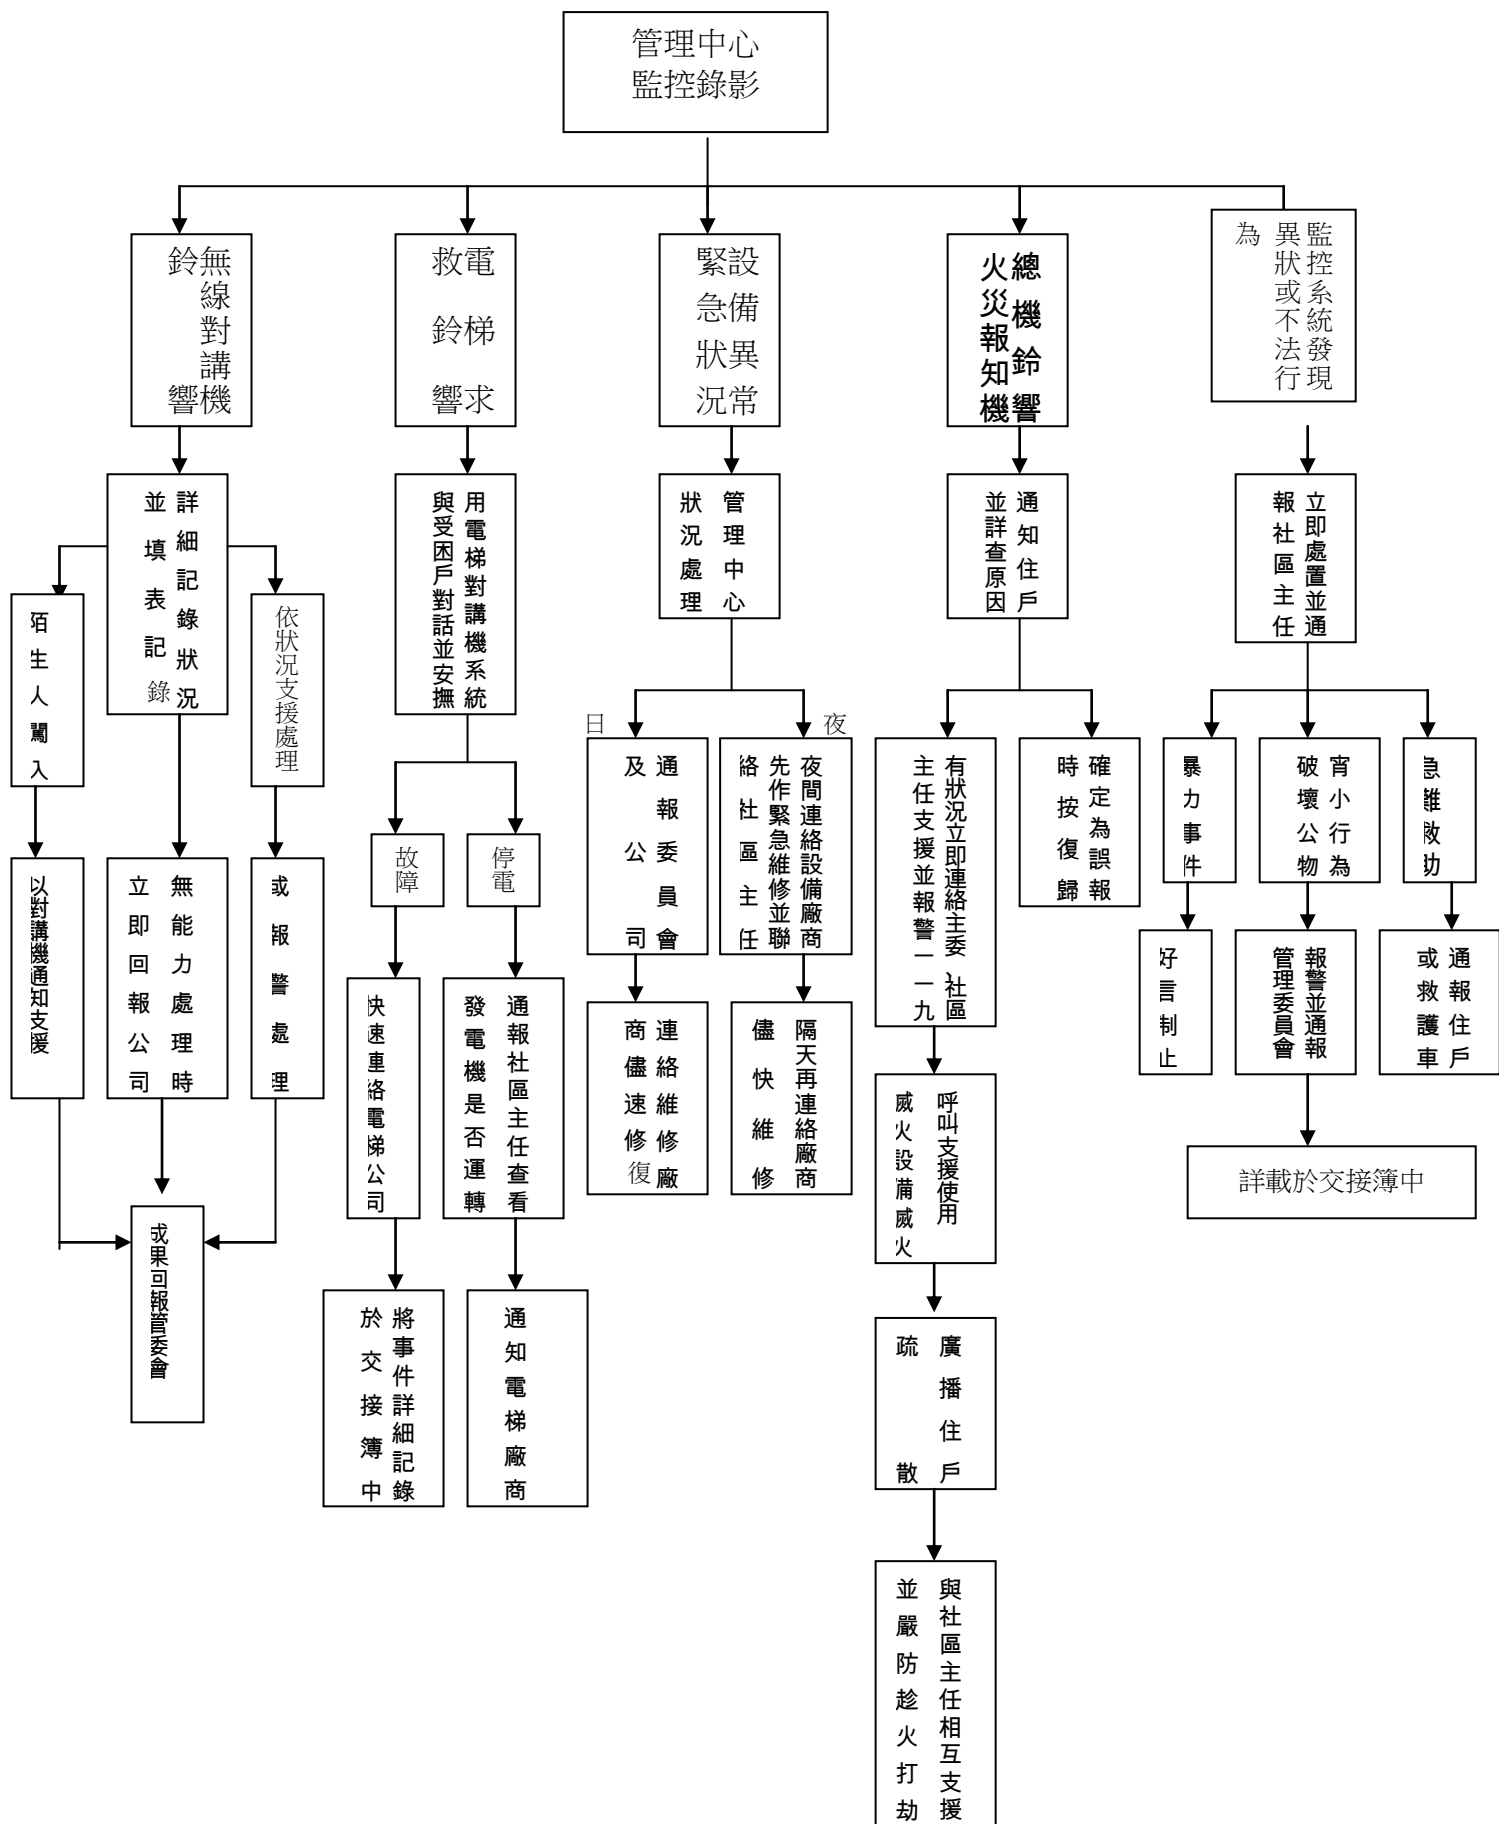 管理中心
監控錄影
無線對講機
鈴響
電梯求
救鈴響
設備異常
緊急狀況
總機鈴響
火災報知機
監控系統發現
異狀或不法行
為
詳細記錄狀況
並填表記錄
用電梯對講機系統
與受困戶對話並安撫
管理中心
狀況處理
通知住戶
並詳查原因
立即處置並通
報社區主任
陌生人闖入
依狀況支援處理
日
夜
故障
停電
通報委員會
及公司
夜間連絡設備廠商
先作緊急維修並聯
絡社區主任
有狀況立即連絡主委、社區
主任支援並報警一一九
確定為誤報
時按復歸
暴力事件
宵小行為
破壞公物
急難救助
以對講機通知支援
無能力處理時
立即回報公司
或報警處理
快速連絡電梯公司
通報社區主任查看
發電機是否運轉
連絡維修廠
商儘速修復
隔天再連絡廠商
儘快維修
好言制止
報警並通報
管理委員會
通報住戶
或救護車
呼叫支援使用
滅火設備滅火
詳載於交接簿中
成果回報管委會
將事件詳細記錄
於交接簿中
通知電梯廠商
廣播住戶
疏散
與社區主任相互支援
並嚴防趁火打劫